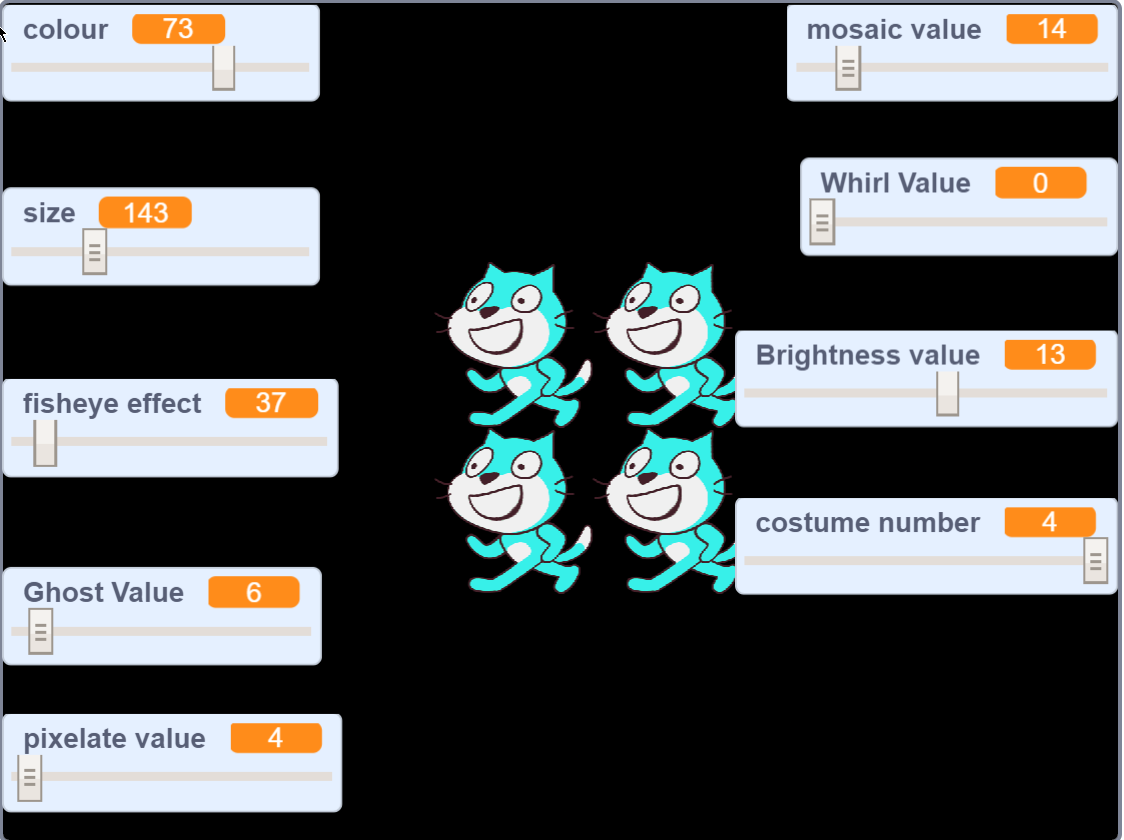 colour 73
mosaic value 14
Whirl Value 0
size 143
Brightness value 13
fisheye effect 37
costume number 4
Ghost Value 6
pixelate value 4